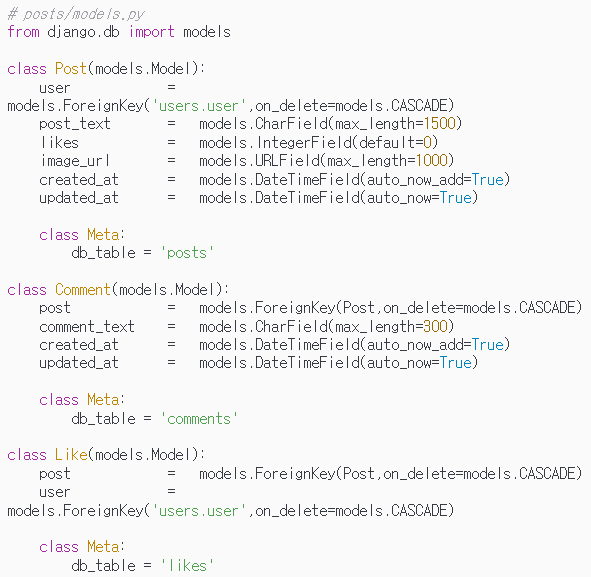 # posts/models.py
from django.db import models
class Post(models.Model):
    user            =
models.ForeignKey('users.user',on_delete=models.CASCADE)
    post_text       =   models.CharField(max_length=1500)
    likes           =   models.IntegerField(default=0)
    image_url       =   models.URLField(max_length=1000)
    created_at      =   models.DateTimeField(auto_now_add=True)
    updated_at      =   models.DateTimeField(auto_now=True)
    class Meta:
        db_table = 'posts'
class Comment(models.Model):
    post            =   models.ForeignKey(Post,on_delete=models.CASCADE)
    comment_text    =   models.CharField(max_length=300)
    created_at      =   models.DateTimeField(auto_now_add=True)
    updated_at      =   models.DateTimeField(auto_now=True)
    class Meta:
        db_table = 'comments'
class Like(models.Model):
    post            =   models.ForeignKey(Post,on_delete=models.CASCADE)
    user            =
models.ForeignKey('users.user',on_delete=models.CASCADE)
    class Meta:
        db_table = 'likes'